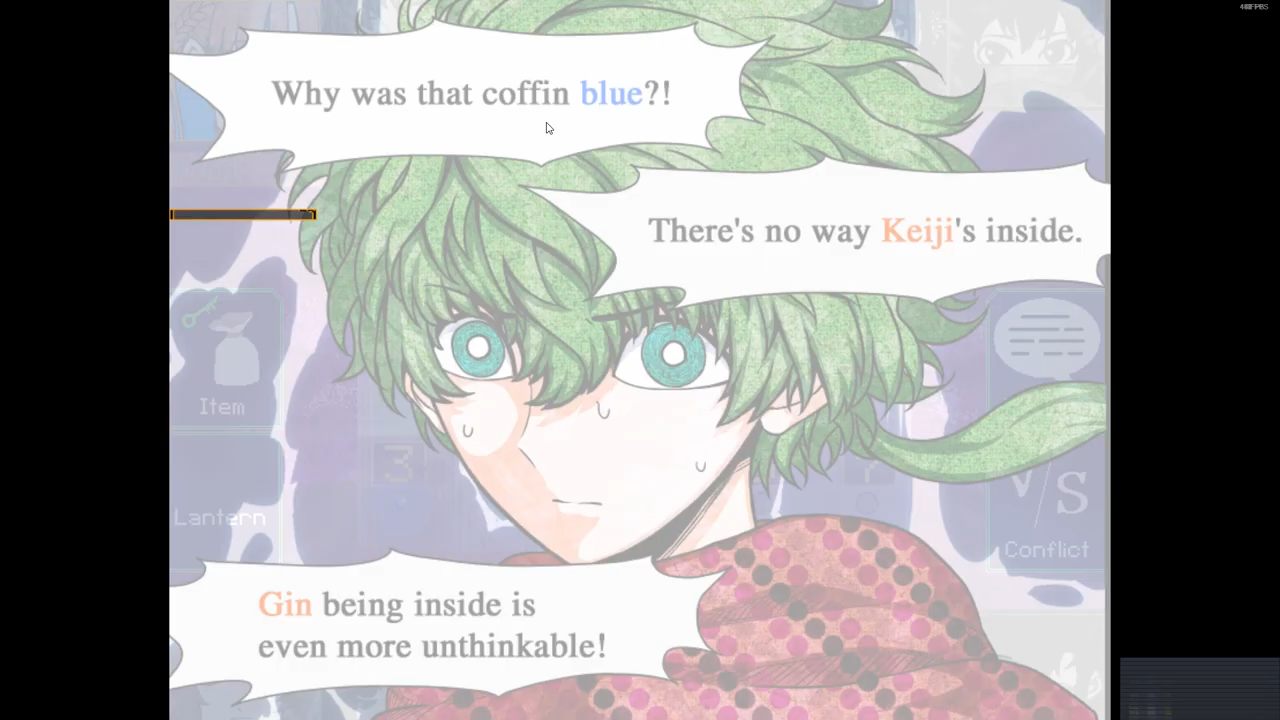 Why was that coffin blue?!
There's no way Keiji's inside.
Item
3
Lantern
V/S
Conflict
Gin being inside is
even more unthinkable!